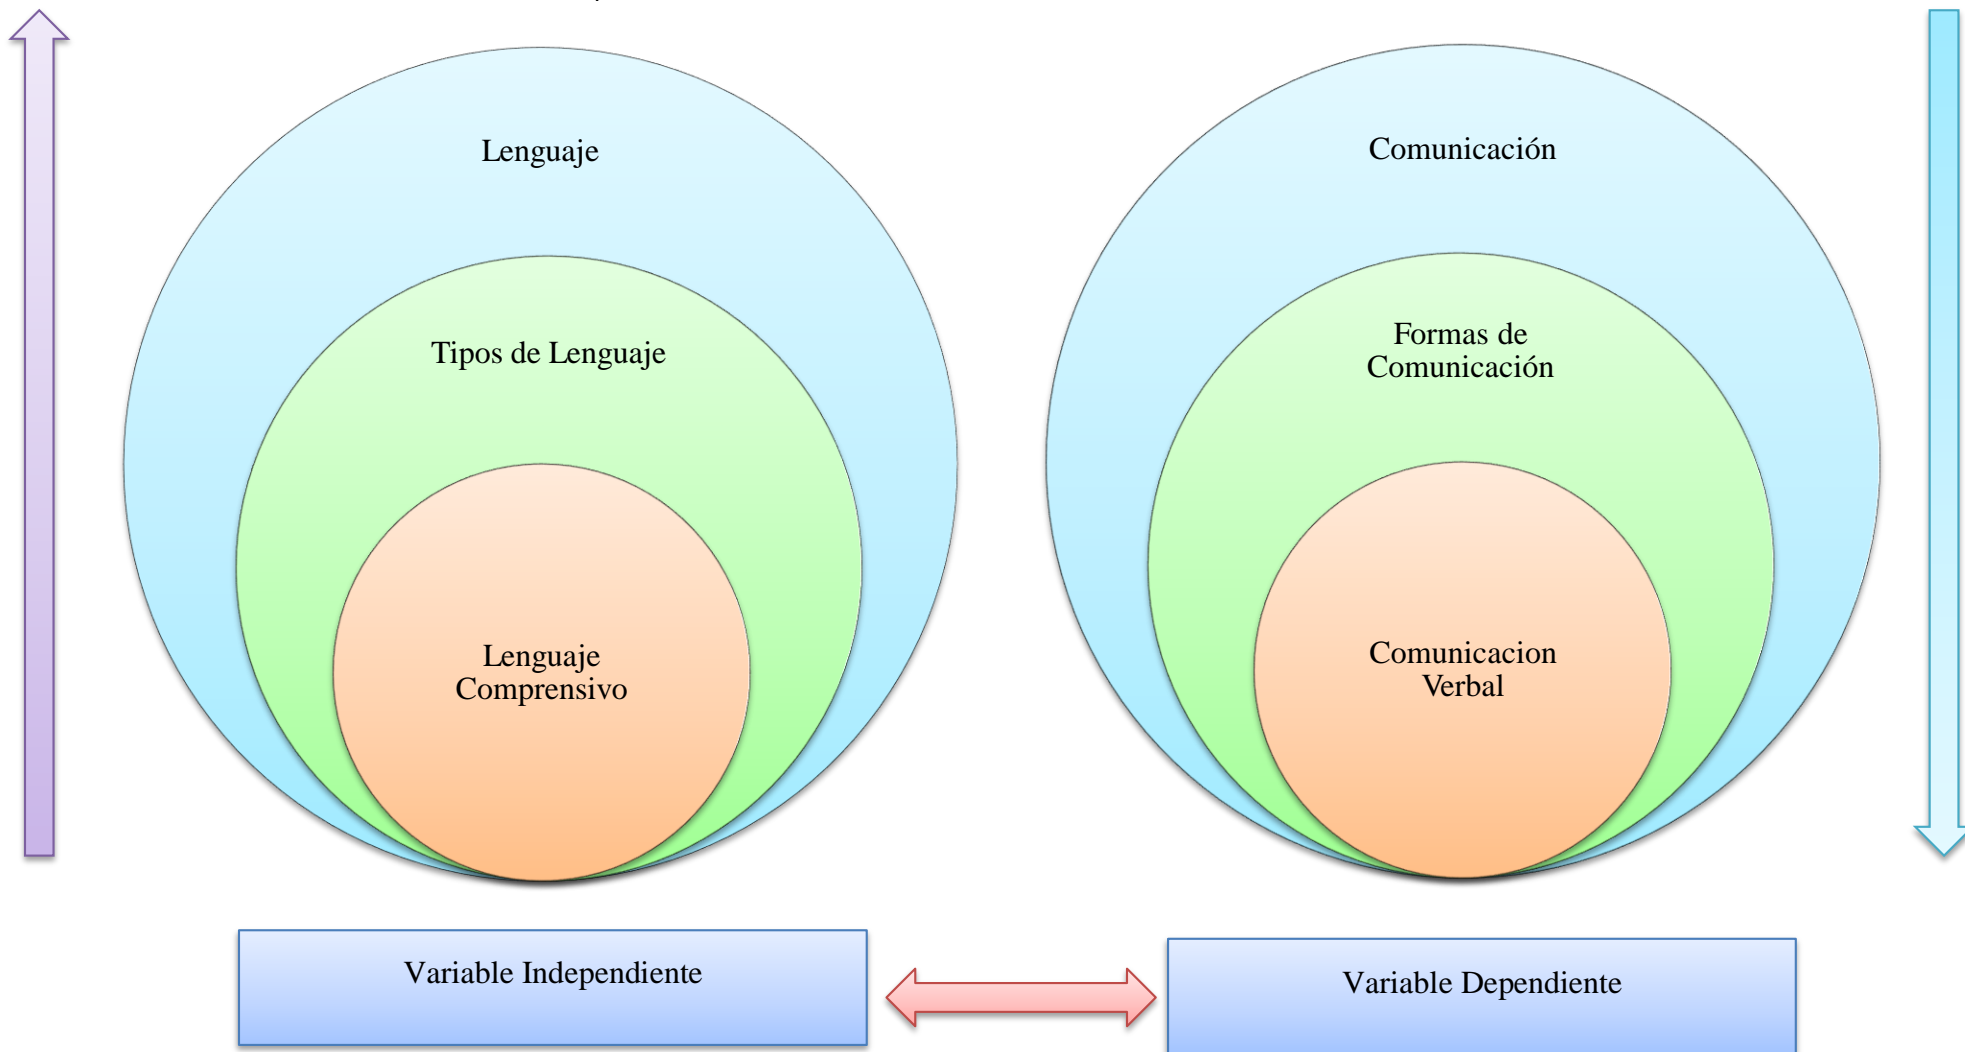 Lenguaje
Tipos de Lenguaje
Lenguaje
Comprensivo
Comunicación
Formas de
Comunicación
Comunicacion
Verbal
Variable Independiente
Variable Dependiente